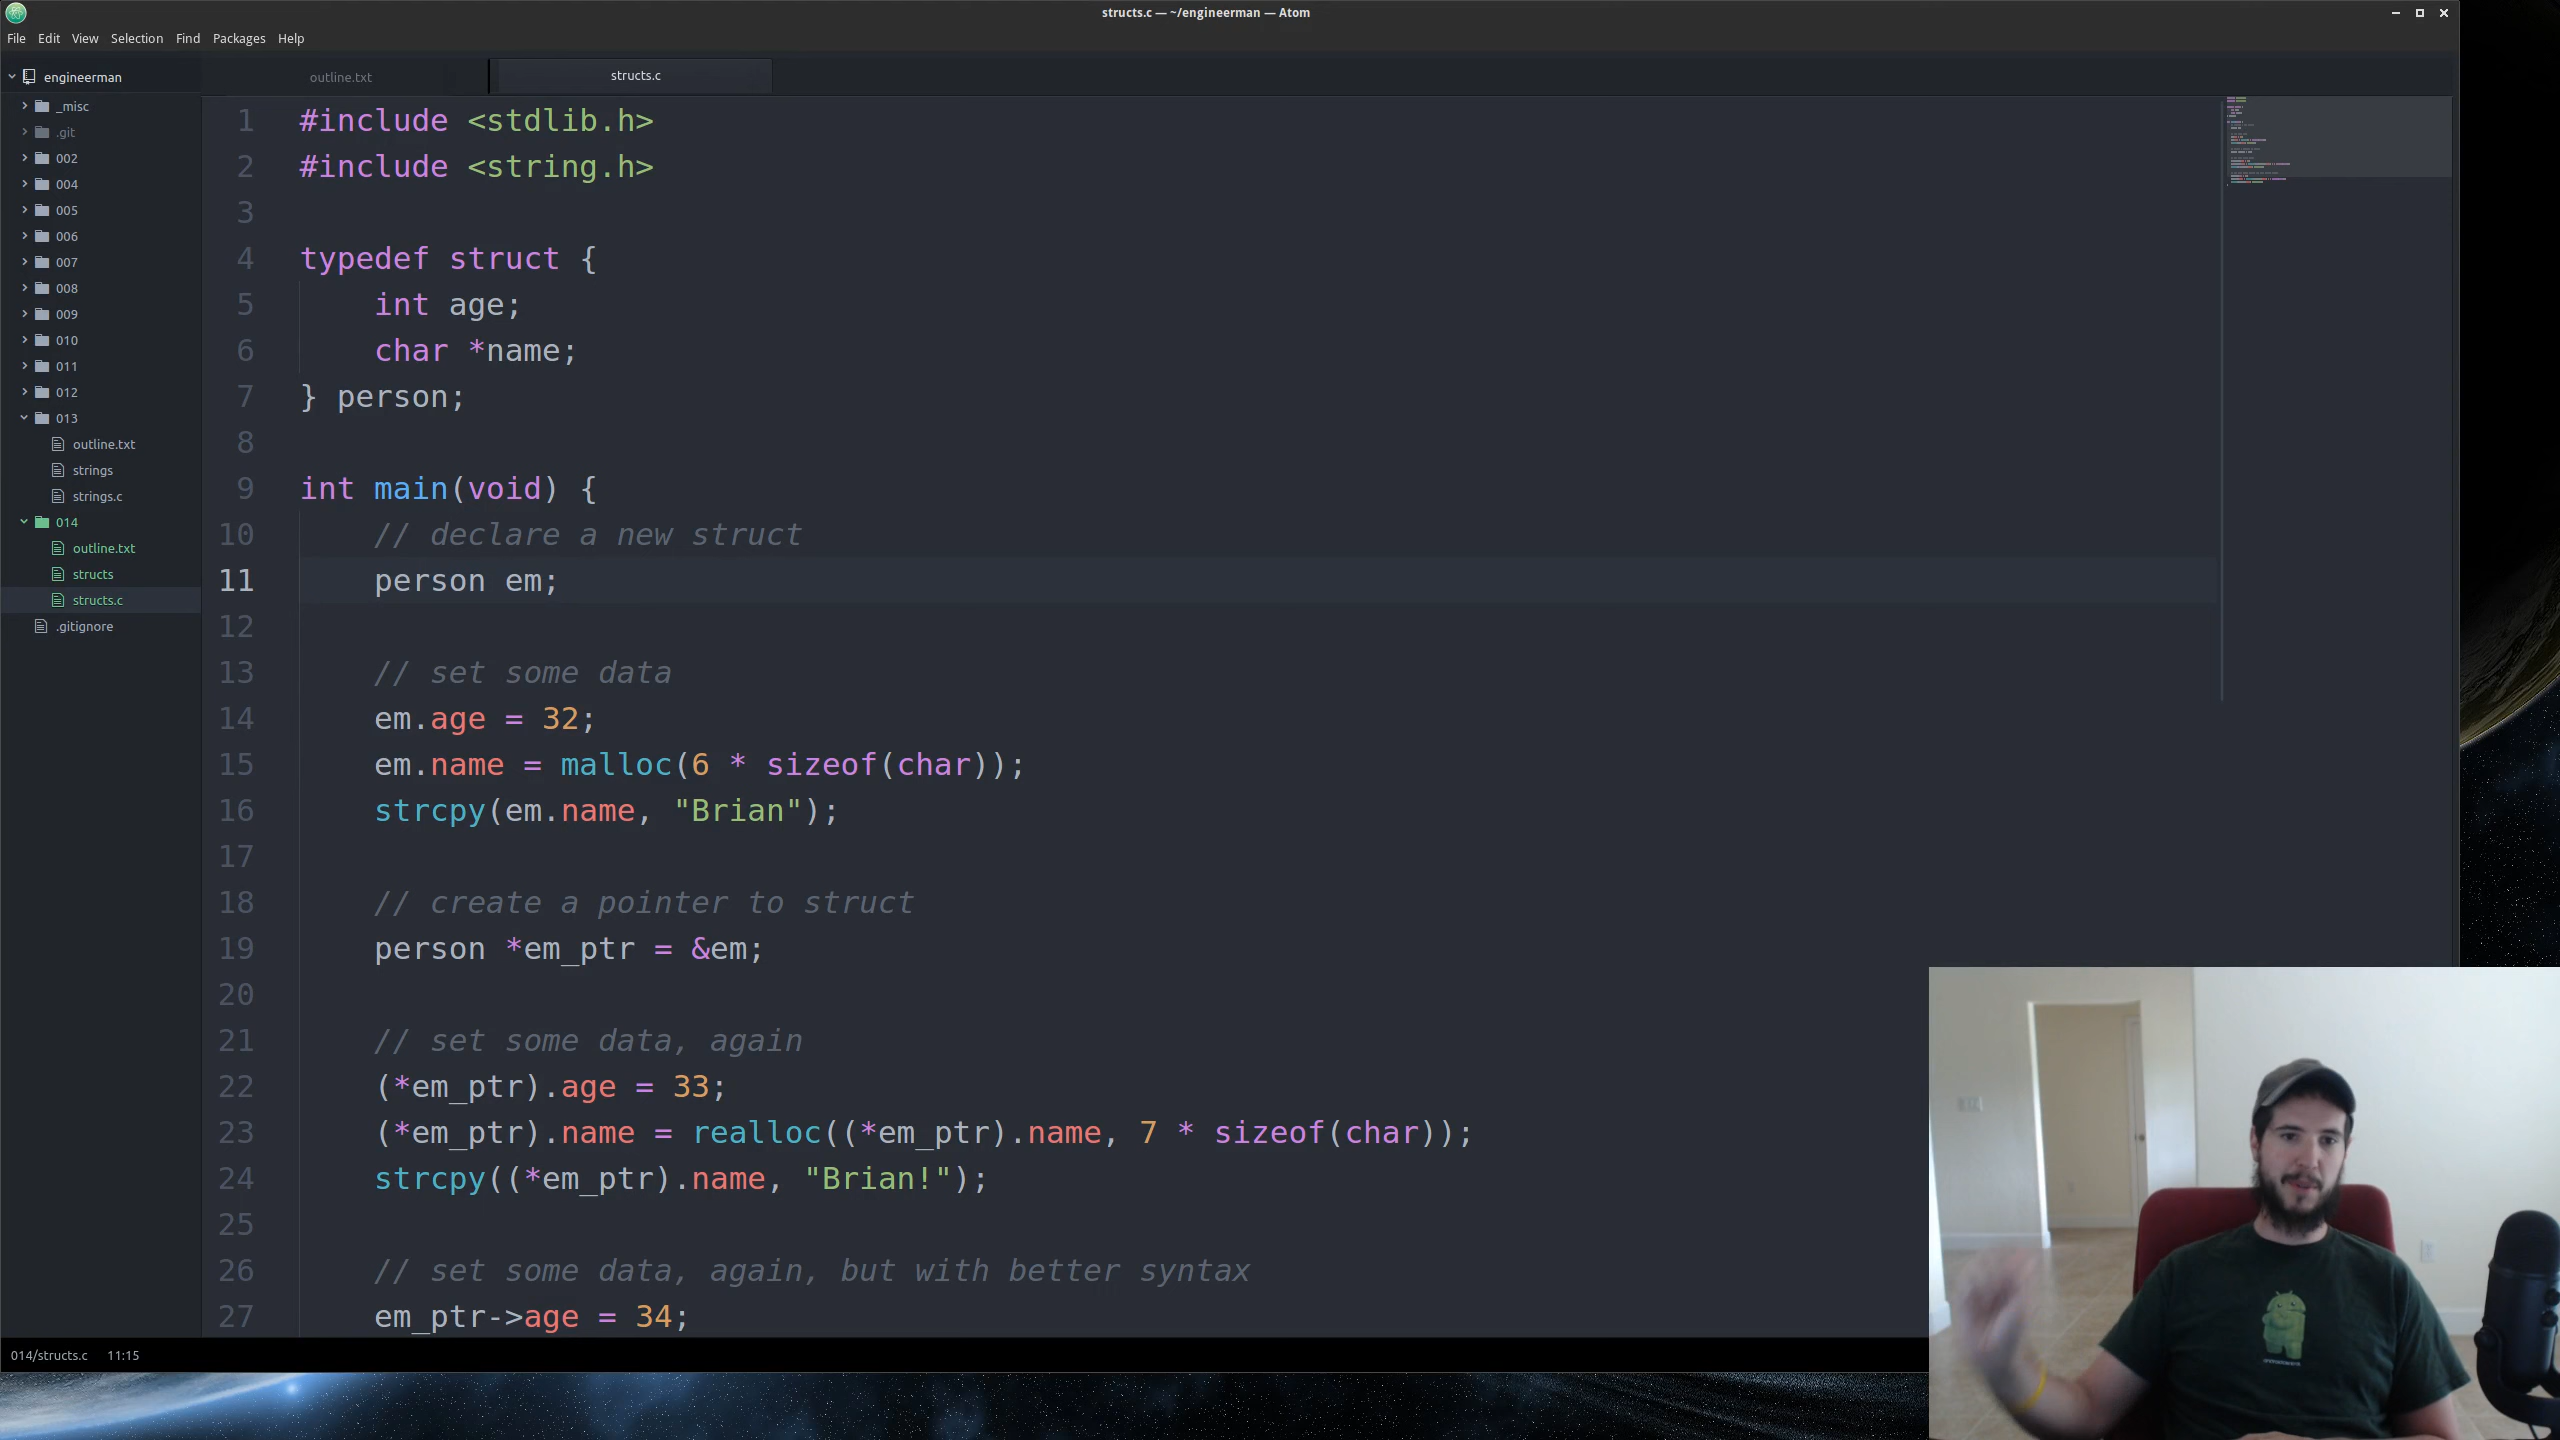 structs.c — ~/engineerman — Atom
File Edit View Selection Find Packages Help
engineerman
_misc
.git
002
004
005
006
007
008
009
010
011
012
013
outline.txt
strings
strings.c
014
outline.txt
structs
structs.c
.gitignore
outline.txt structs.c
1 #include <stdlib.h>
2 #include <string.h>
3
4 typedef struct {
5 int age;
6 char *name;
7 } person;
8
9 int main(void) {
10 // declare a new struct
11 person em;
12
13 // set some data
14 em.age = 32;
15 em.name = malloc(6 * sizeof(char));
16 strcpy(em.name, "Brian");
17
18 // create a pointer to struct
19 person *em_ptr = &em;
20
21 // set some data, again
22 (*em_ptr).age = 33;
23 (*em_ptr).name = realloc((*em_ptr).name, 7 * sizeof(char));
24 strcpy((*em_ptr).name, "Brian!");
25
26 // set some data, again, but with better syntax
27 em_ptr->age = 34;
014/structs.c 11:15